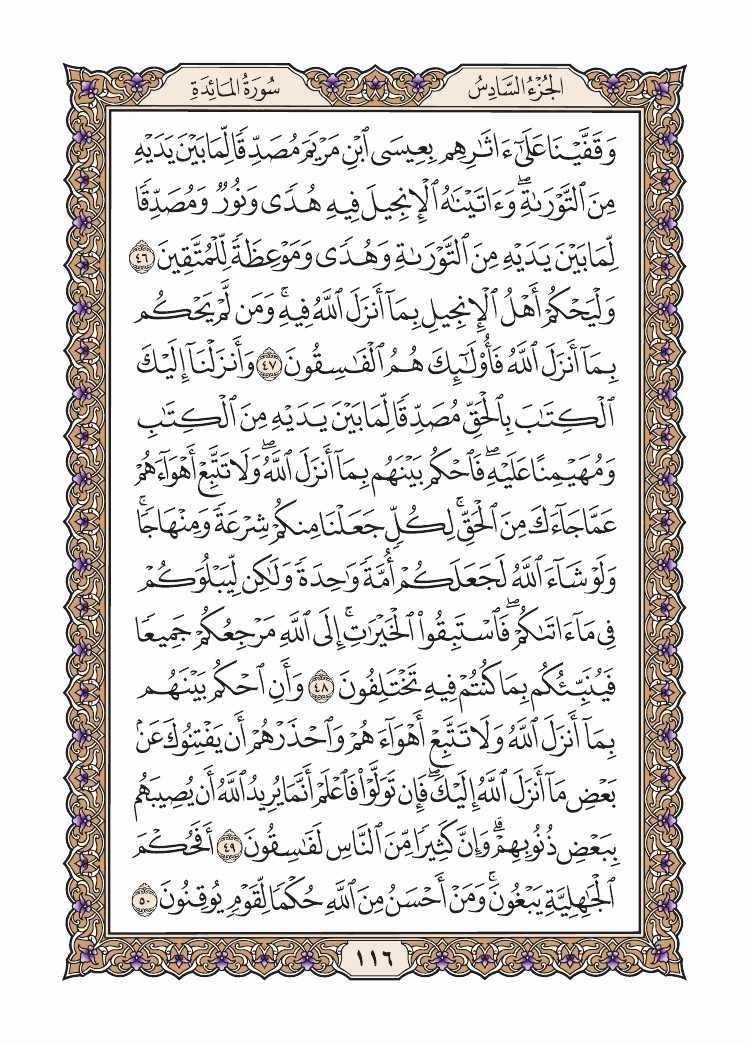 الجُزْءُ السَّادِسُ
سُورَةُ المَائِدَةِ
وَقَفَّيْنَا عَلَىٰٓ ءَاثَٰرِهِم بِعِيسَى ٱبْنِ مَرْيَمَ مُصَدِّقًا لِّمَا بَيْنَ يَدَيْهِ
مِنَ ٱلتَّوْرَىٰةِۖ وَءَاتَيْنَٰهُ ٱلْإِنجِيلَ فِيهِ هُدًى وَنُورٌ وَمُصَدِّقًا
لِّمَا بَيْنَ يَدَيْهِ مِنَ ٱلتَّوْرَىٰةِ وَهُدًى وَمَوْعِظَةً لِّلْمُتَّقِينَ ٤٦
وَلْيَحْكُمْ أَهْلُ ٱلْإِنجِيلِ بِمَآ أَنزَلَ ٱللَّهُ فِيهِۚ وَمَن لَّمْ يَحْكُم
بِمَآ أَنزَلَ ٱللَّهُ فَأُو۟لَٰٓئِكَ هُمُ ٱلْفَٰسِقُونَ ٤٧ وَأَنزَلْنَآ إِلَيْكَ
ٱلْكِتَٰبَ بِٱلْحَقِّ مُصَدِّقًا لِّمَا بَيْنَ يَدَيْهِ مِنَ ٱلْكِتَٰبِ
وَمُهَيْمِنًا عَلَيْهِۖ فَٱحْكُم بَيْنَهُم بِمَآ أَنزَلَ ٱللَّهُۖ وَلَا تَتَّبِعْ أَهْوَآءَهُمْ
عَمَّا جَآءَكَ مِنَ ٱلْحَقِّۚ لِكُلٍّ جَعَلْنَا مِنكُمْ شِرْعَةً وَمِنْهَاجًاۚ
وَلَوْ شَآءَ ٱللَّهُ لَجَعَلَكُمْ أُمَّةً وَٰحِدَةً وَلَٰكِن لِّيَبْلُوَكُمْ
فِى مَآ ءَاتَىٰكُمْۖ فَٱسْتَبِقُوا۟ ٱلْخَيْرَٰتِۚ إِلَى ٱللَّهِ مَرْجِعُكُمْ جَمِيعًا
فَيُنَبِّئُكُم بِمَا كُنتُمْ فِيهِ تَخْتَلِفُونَ ٤٨ وَأَنِ ٱحْكُم بَيْنَهُم
بِمَآ أَنزَلَ ٱللَّهُ وَلَا تَتَّبِعْ أَهْوَآءَهُمْ وَٱحْذَرْهُمْ أَن يَفْتِنُوكَ عَنۢ
بَعْضِ مَآ أَنزَلَ ٱللَّهُ إِلَيْكَۖ فَإِن تَوَلَّوْا۟ فَٱعْلَمْ أَنَّمَا يُرِيدُ ٱللَّهُ أَن يُصِيبَهُم
بِبَعْضِ ذُنُوبِهِمْۗ وَإِنَّ كَثِيرًا مِّنَ ٱلنَّاسِ لَفَٰسِقُونَ ٤٩ أَفَحُكْمَ
ٱلْجَٰهِلِيَّةِ يَبْغُونَۚ وَمَنْ أَحْسَنُ مِنَ ٱللَّهِ حُكْمًا لِّقَوْمٍ يُوقِنُونَ ٥٠
١١٦